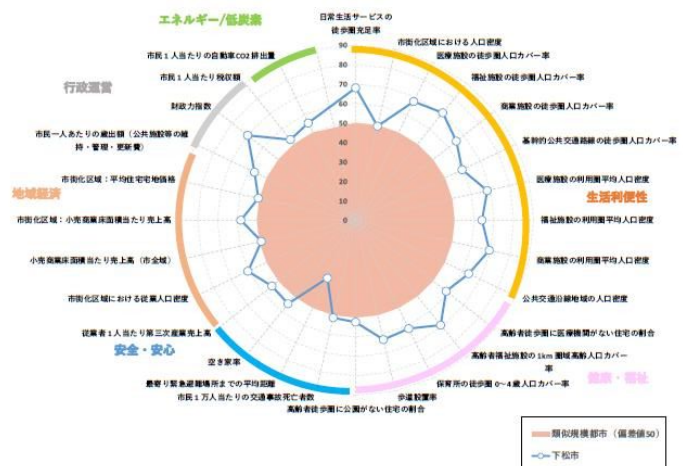 エネルギー/低炭素
日常生活サービスの
徒歩圏充足率
市街化区域における人口密度
医療施設の徒歩圏人口カバー率
福祉施設の徒歩圏人口カバー率
商業施設の徒歩圏人口カバー率
基幹的公共交通路線の徒歩圏人口カバー率
医療施設の利用圏平均人口密度
生活利便性
福祉施設の利用圏平均人口密度
商業施設の利用圏平均人口密度
公共交通沿線地域の人口密度
高齢者徒歩圏に医療機関がない住宅の割合
高齢者福祉施設の1km圏域高齢人口カバー
率
健康・福祉
保育所の徒歩圏0~4歳人口カバー率
歩道設置率
高齢者徒歩圏に公園がない住宅の割合
市民1万人当たりの交通事故死亡者数
最寄り緊急避難場所までの平均距離
空き家率
安全・安心
従業者1人当たり第三次産業売上高
市街化区域における従業人口密度
小売商業床面積当たり売上高(市全域)
市街化区域:小売商業床面積当たり売上高
地域経済
市街化区域:平均住宅宅地価格
市民一人あたりの歳出額(公共施設等の維
持・管理・更新費)
財政力指数
行政運営
市民1人当たり税収額
市民1人当たりの自動車CO2排出量
90
80
70
60
50
40
30
20
10
0
類似規模都市(偏差値50)
下松市